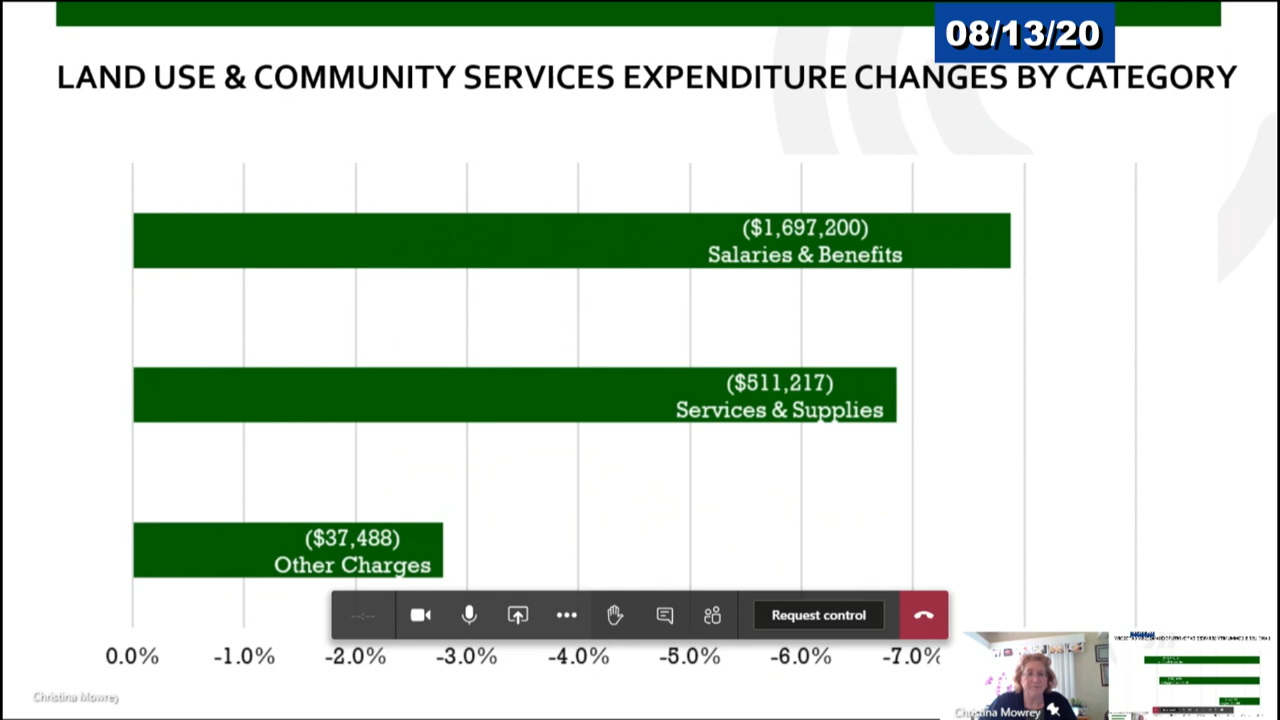 08/13/20
LAND USE & COMMUNITY SERVICES EXPENDITURE CHANGES BY CATEGORY
($1,697,200)
Salaries & Benefits
($511,217)
Services & Supplies
($37,488)
Other Charges
Request control
0.0% -1.0% -2.0% -3.0% -4.0% -5.0% -6.0% -7.0%
Christina Mowrey
Christina Mowrey